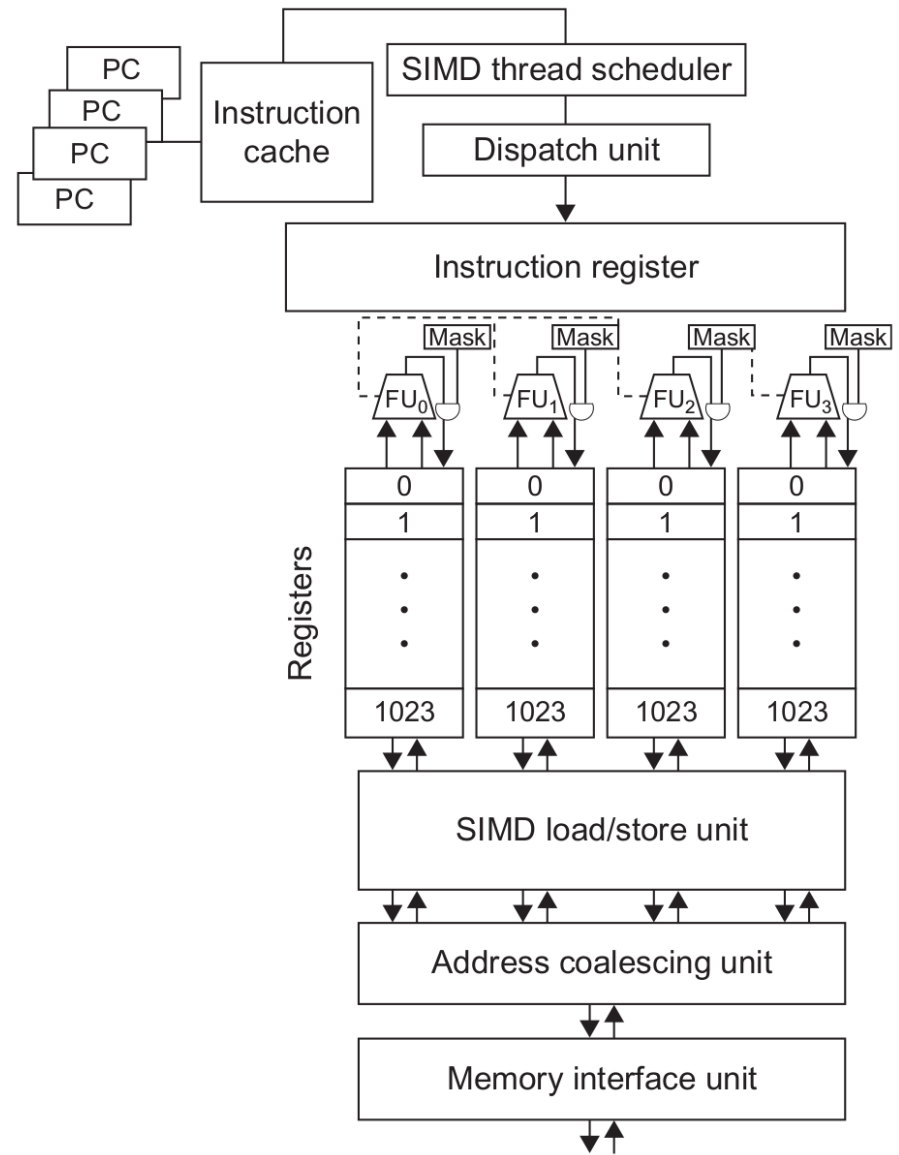 PC
PC
PC
PC
Instruction
cache
SIMD thread scheduler
Dispatch unit
Instruction register
Mask
Mask
Mask
Mask
FU0
FU1
FU2
FU3
Registers
0
0
0
0
1
1
1
1
1023
1023
1023
1023
SIMD load/store unit
Address coalescing unit
Memory interface unit